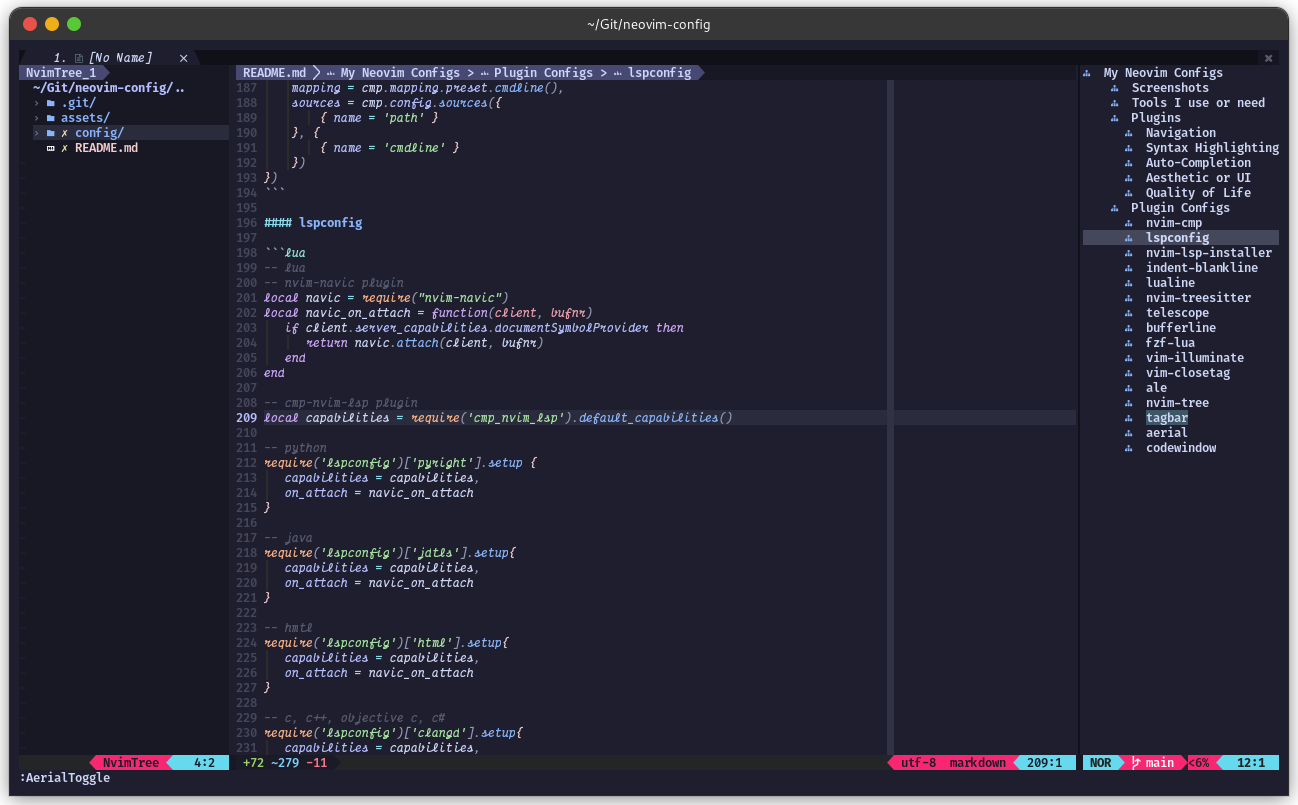 ~/Git/neovim-config
1. [No Name] ×
NvimTree_1
~/Git/neovim-config/..
› .git/
› assets/
› ✗ config/
✗ README.md
README.md > My Neovim Configs > Plugin Configs > lspconfig
187 mapping = cmp.mapping.preset.cmdline(),
188 sources = cmp.config.sources({
189 { name = 'path' }
190 }, {
191 { name = 'cmdline' }
192 })
193 })
194 ```
195
196 #### lspconfig
197
198 ```lua
199 -- lua
200 -- nvim-navic plugin
201 local navic = require("nvim-navic")
202 local navic_on_attach = function(client, bufnr)
203 if client.server_capabilities.documentSymbolProvider then
204 return navic.attach(client, bufnr)
205 end
206 end
207
208 -- cmp-nvim-lsp plugin
209 local capabilities = require('cmp_nvim_lsp').default_capabilities()
210
211 -- python
212 require('lspconfig')['pyright'].setup {
213 capabilities = capabilities,
214 on_attach = navic_on_attach
215 }
216
217 -- java
218 require('lspconfig')['jdtls'].setup{
219 capabilities = capabilities,
220 on_attach = navic_on_attach
221 }
222
223 -- hmtl
224 require('lspconfig')['html'].setup{
225 capabilities = capabilities,
226 on_attach = navic_on_attach
227 }
228
229 -- c, c++, objective c, c#
230 require('lspconfig')['clangd'].setup{
231 capabilities = capabilities,
My Neovim Configs
Screenshots
Tools I use or need
Plugins
Navigation
Syntax Highlighting
Auto-Completion
Aesthetic or UI
Quality of Life
Plugin Configs
nvim-cmp
lspconfig
nvim-lsp-installer
indent-blankline
lualine
nvim-treesitter
telescope
bufferline
fzf-lua
vim-illuminate
vim-closetag
ale
nvim-tree
tagbar
aerial
codewindow
NvimTree 4:2
+72 ~279 -11
utf-8 markdown 209:1
NOR main <6% 12:1
:AerialToggle